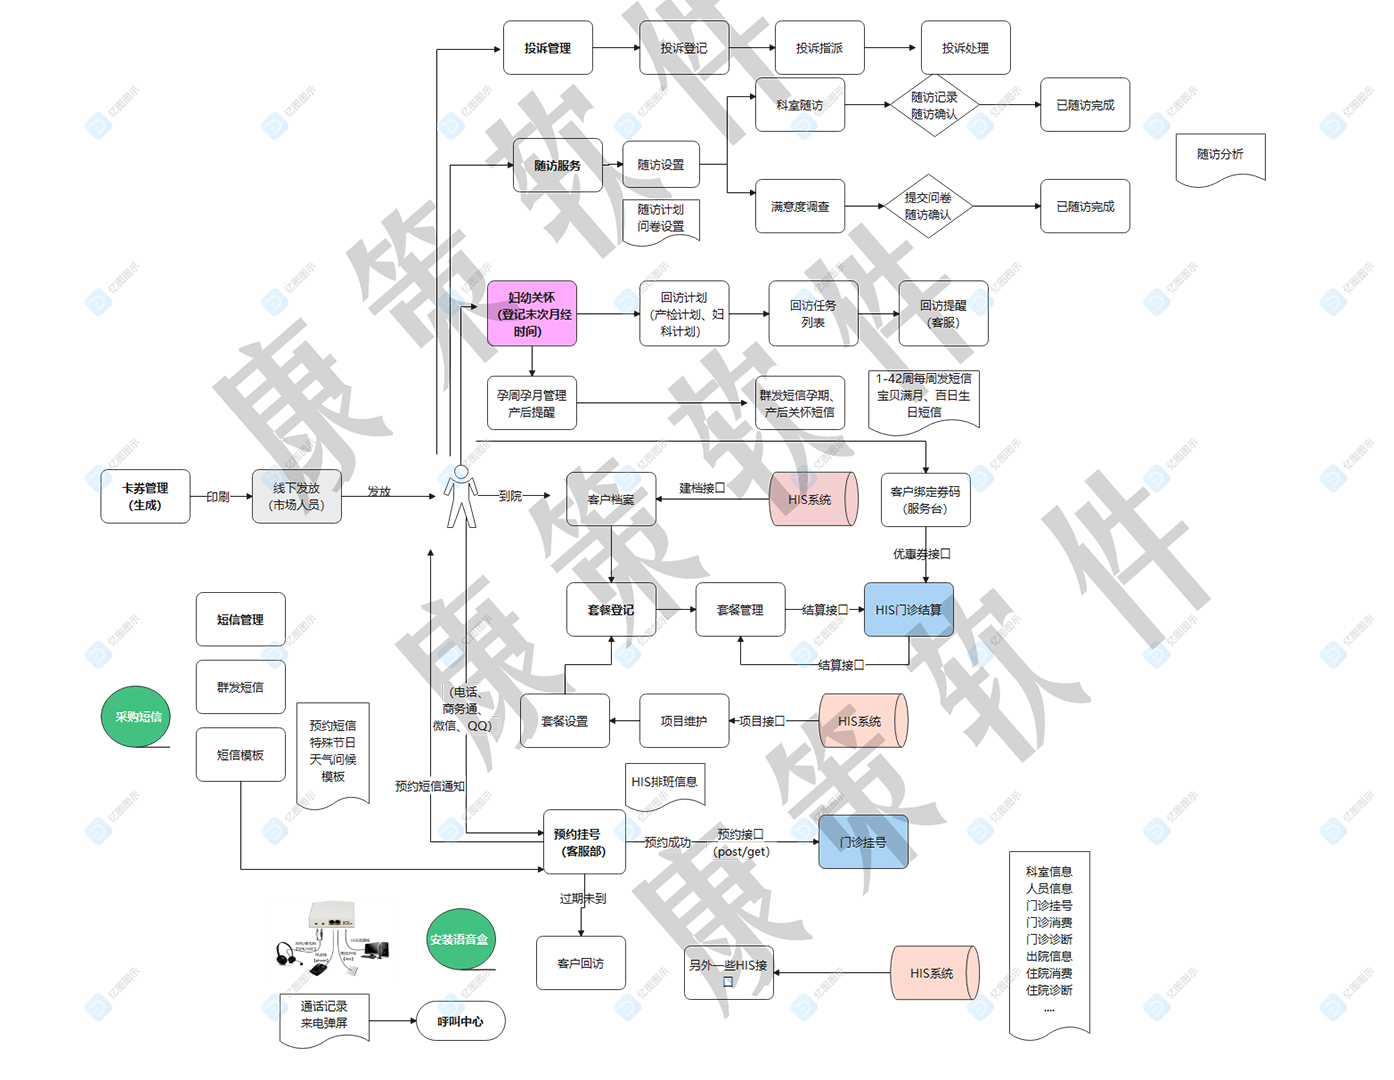 投诉管理
投诉登记
投诉指派
投诉处理
科室随访
随访记录
随访确认
已随访完成
随访分析
随访服务
随访设置
随访计划
问卷设置
满意度调查
提交问卷
随访确认
已随访完成
妇幼关怀
（登记末次月经
时间）
回访计划
（产检计划、妇
科计划）
回访任务
列表
回访提醒
（客服）
孕周孕月管理
产后提醒
群发短信孕期、
产后关怀短信
1-42周每周发短信
宝贝满月、百日生
日短信
卡券管理
（生成）
印刷
线下发放
（市场人员）
发放
到院
客户档案
建档接口
HIS系统
客户绑定券码
（服务台）
优惠券接口
套餐登记
套餐管理
结算接口
HIS门诊结算
结算接口
短信管理
群发短信
短信模板
采购短信
预约短信
特殊节日
天气问候
模板
（电话、
商务通、
微信、QQ）
套餐设置
项目维护
项目接口
HIS系统
预约短信通知
HIS排班信息
预约挂号
（客服部）
预约成功
预约接口
（post/get）
门诊挂号
过期未到
客户回访
安装语音盒
通话记录
来电弹屏
呼叫中心
另外一些HIS接
口
HIS系统
科室信息
人员信息
门诊挂号
门诊消费
门诊诊断
出院信息
住院消费
住院诊断
....
康策软件
康策软件
康策软件
亿图图示